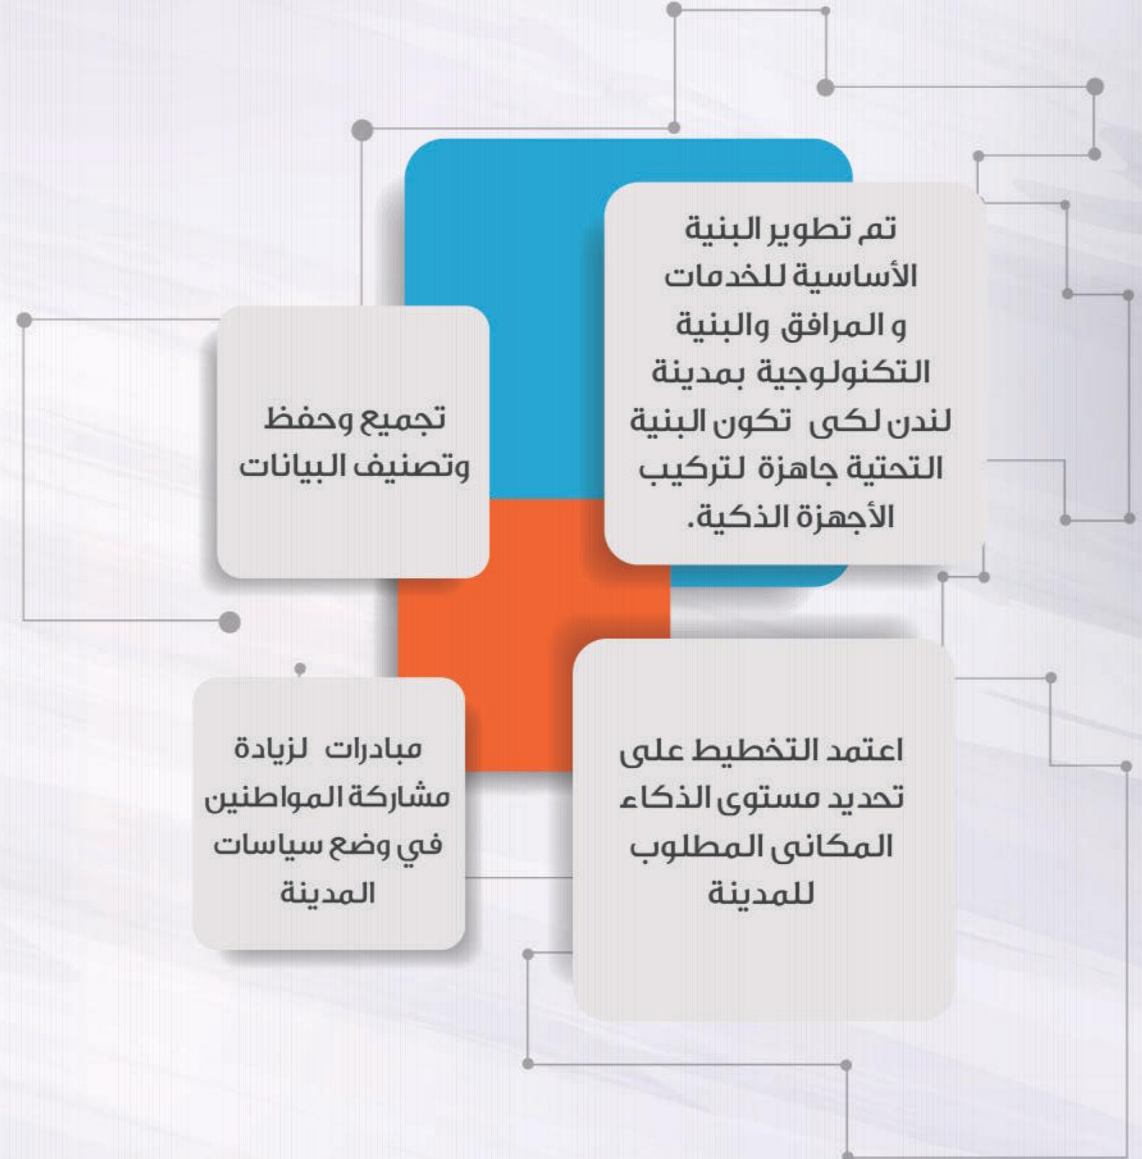 تم تطوير البنية
الأساسية للخدمات
و المرافق والبنية
التكنولوجية بمدينة
لندن لكى تكون البنية
التحتية جاهزة لتركيب
الأجهزة الذكية.
تجميع وحفظ
وتصنيف البيانات
اعتمد التخطيط على
تحديد مستوى الذكاء
المكانى المطلوب
للمدينة
مبادرات لزيادة
مشاركة المواطنين
في وضع سياسات
المدينة